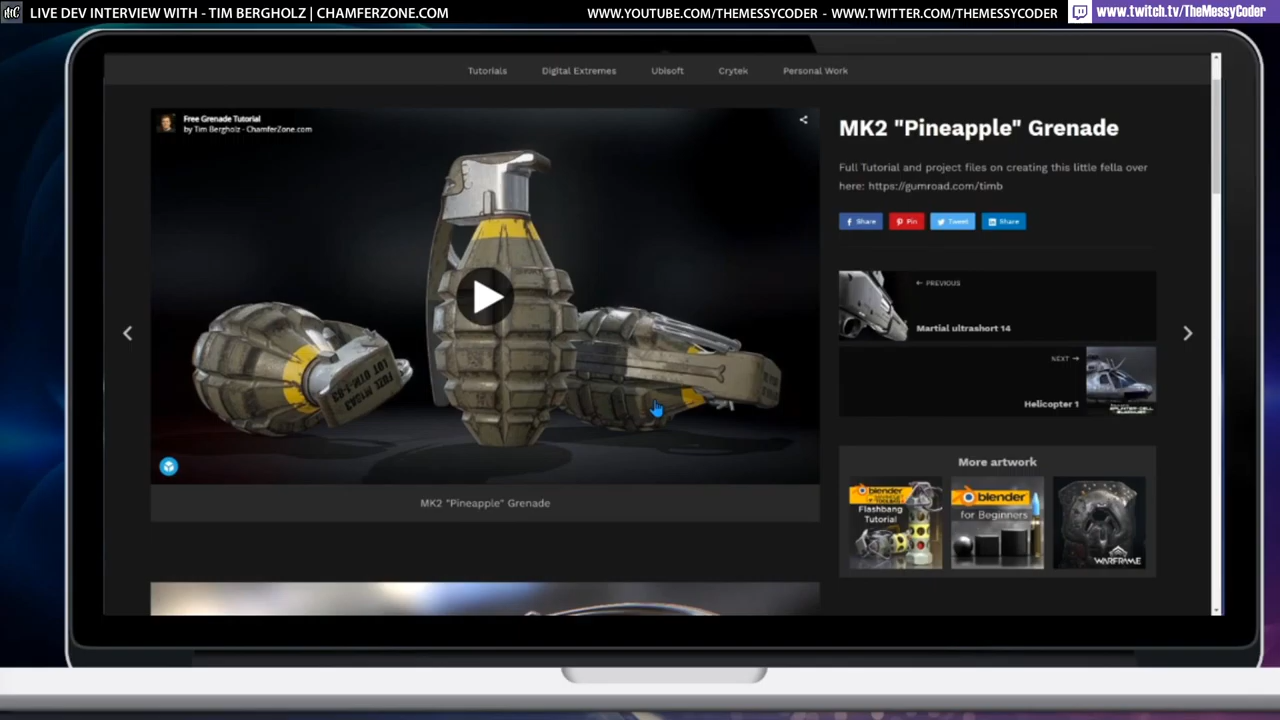 LIVE DEV INTERVIEW WITH - TIM BERGHOLZ | CHAMFERZONE.COM
WWW.YOUTUBE.COM/THEMESSYCODER - WWW.TWITTER.COM/THEMESSYCODER
www.twitch.tv/TheMessyCoder
Tutorials Digital Extremes Ubisoft Crytek Personal Work
Free Grenade Tutorial
by Tim Bergholz - ChamferZone.com
MK2 "Pineapple" Grenade
Full Tutorial and project files on creating this little fella over
here: https://gumroad.com/timb
Share Pin Tweet Share
← PREVIOUS
Martial ultrashort 14
NEXT →
Helicopter 1
MK2 "Pineapple" Grenade
More artwork
blender
Flashbang
Tutorial
blender
for Beginners
WARFRAME